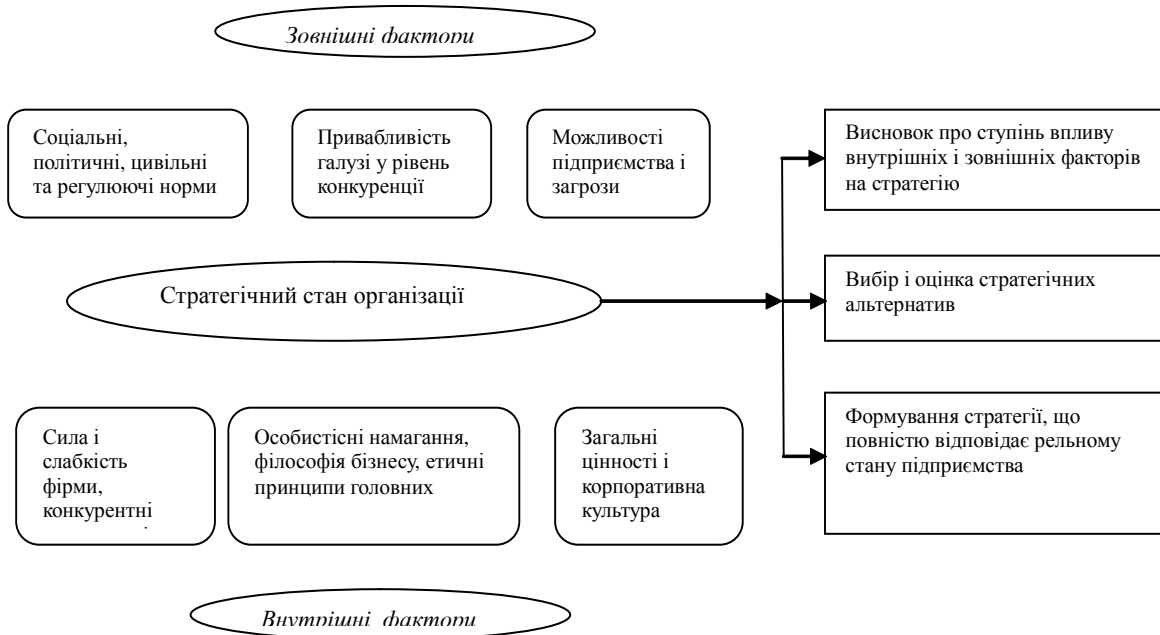 Зовнішні фактори
Соціальні,
політичні, цивільні
та регулюючі норми
Привабливість
галузі у рівень
конкуренції
Можливості
підприємства і
загрози
Висновок про ступінь впливу
внутрішніх і зовнішніх факторів
на стратегію
Стратегічний стан організації
Вибір і оцінка стратегічних
альтернатив
Сила і
слабкість
фірми,
конкурентні
Особистісні намагання,
філософія бізнесу, етичні
принципи головних
Загальні
цінності і
корпоративна
культура
Формування стратегії, що
повністю відповідає рельному
стану підприємства
Внутрішні фактори